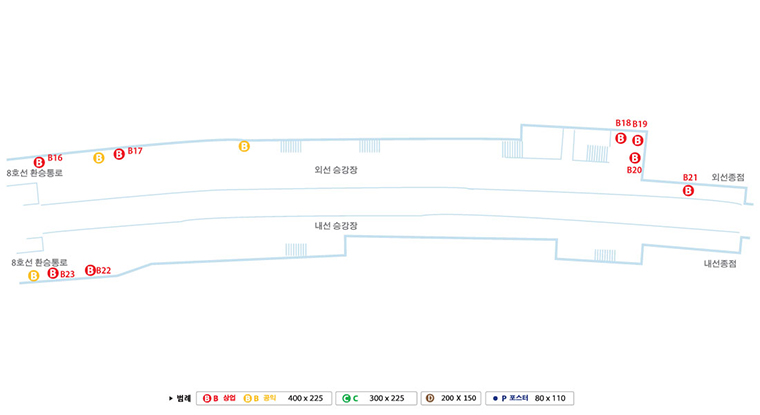 B18 B19
B
B
B17
B
B
B
B
B16
B
B20
B21
8호선 환승통로
외선 승강장
외선종점
B
내선 승강장
8호선 환승통로
내선종점
B
B
B23
B
B22
▶ 범례
B B 상업
B B 공익
400 x 225
C C
300 x 225
D
200 X 150
P 포스터
80 x 110